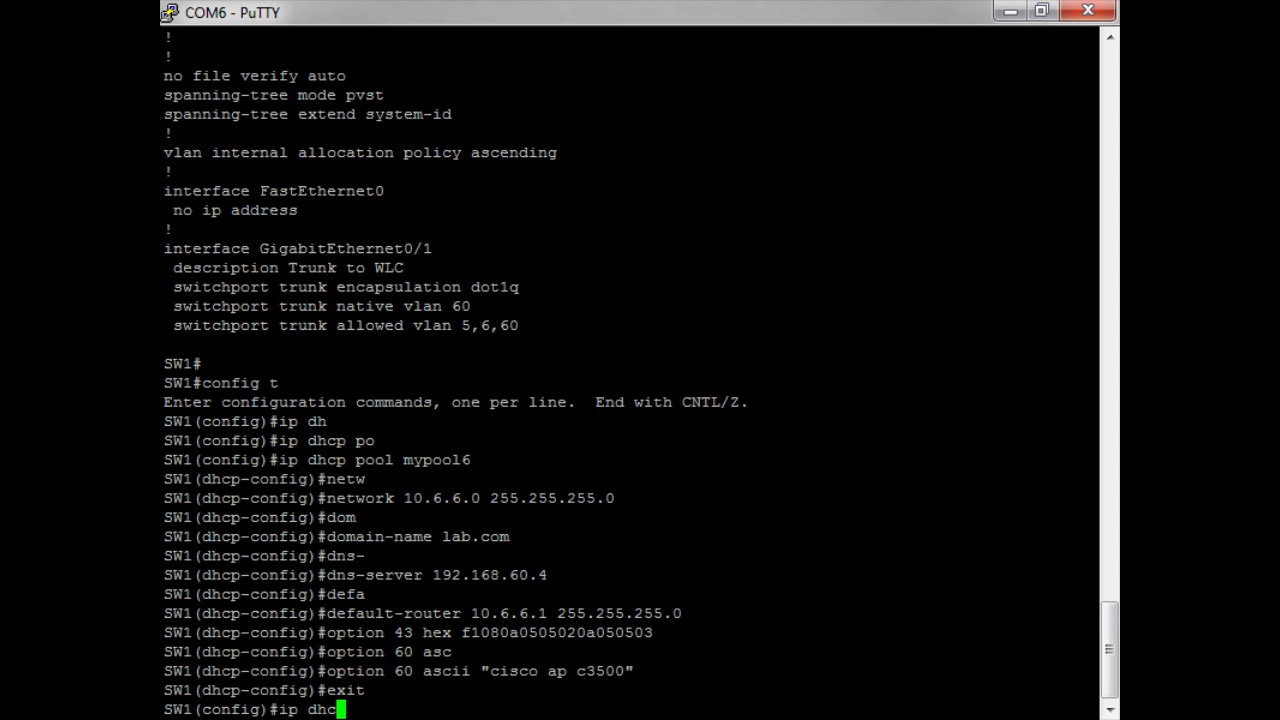 COM6 - PuTTY
!
!
no file verify auto
spanning-tree mode pvst
spanning-tree extend system-id
!
vlan internal allocation policy ascending
!
interface FastEthernet0
 no ip address
!
interface GigabitEthernet0/1
 description Trunk to WLC
 switchport trunk encapsulation dot1q
 switchport trunk native vlan 60
 switchport trunk allowed vlan 5,6,60
SW1#
SW1#config t
Enter configuration commands, one per line.  End with CNTL/Z.
SW1(config)#ip dh
SW1(config)#ip dhcp po
SW1(config)#ip dhcp pool mypool6
SW1(dhcp-config)#netw
SW1(dhcp-config)#network 10.6.6.0 255.255.255.0
SW1(dhcp-config)#dom
SW1(dhcp-config)#domain-name lab.com
SW1(dhcp-config)#dns-
SW1(dhcp-config)#dns-server 192.168.60.4
SW1(dhcp-config)#defa
SW1(dhcp-config)#default-router 10.6.6.1 255.255.255.0
SW1(dhcp-config)#option 43 hex f1080a0505020a050503
SW1(dhcp-config)#option 60 asc
SW1(dhcp-config)#option 60 ascii "cisco ap c3500"
SW1(dhcp-config)#exit
SW1(config)#ip dhc